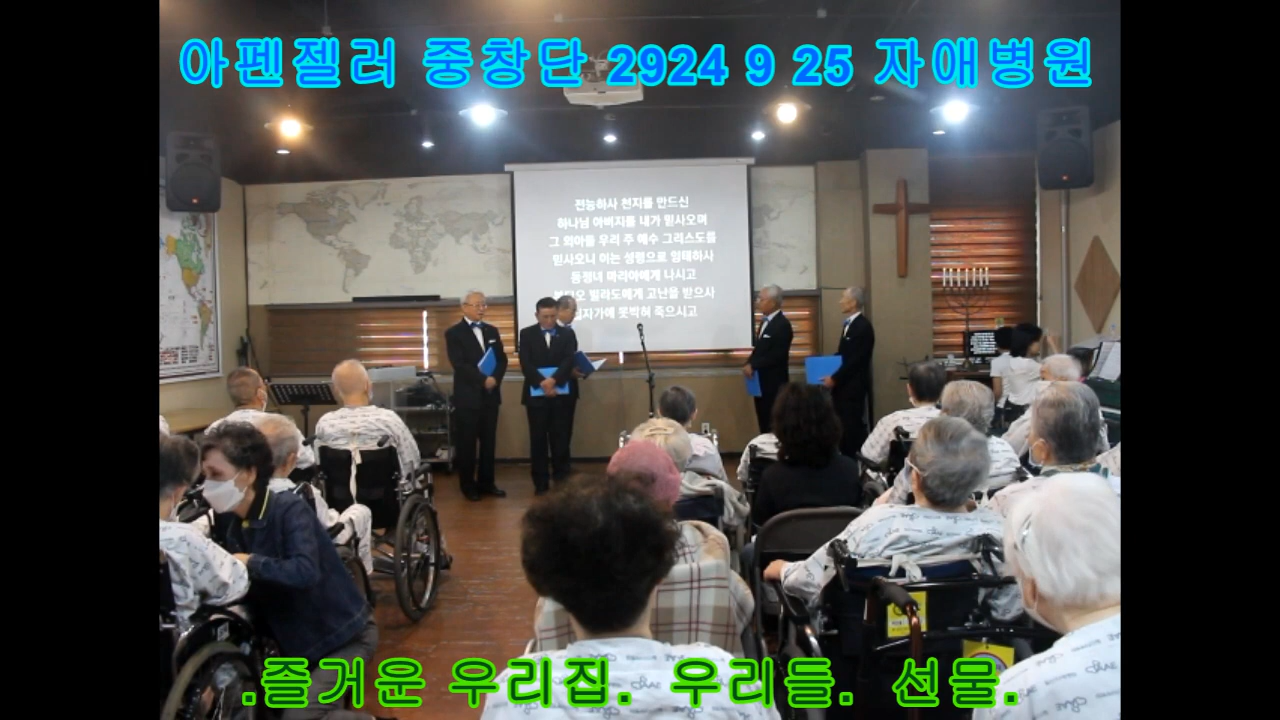 아펜젤러 중창단 2924 9 25 자애병원
전능하사 천지를 만드신
하나님 아버지를 내가 믿사오며
그 외아들 우리 주 예수 그리스도를
믿사오니 이는 성령으로 잉태하사
동정녀 마리아에게 나시고
빌라도에게 고난을 받으사
못박혀 죽으시고
.즐거운 우리집. 우리들. 선물.